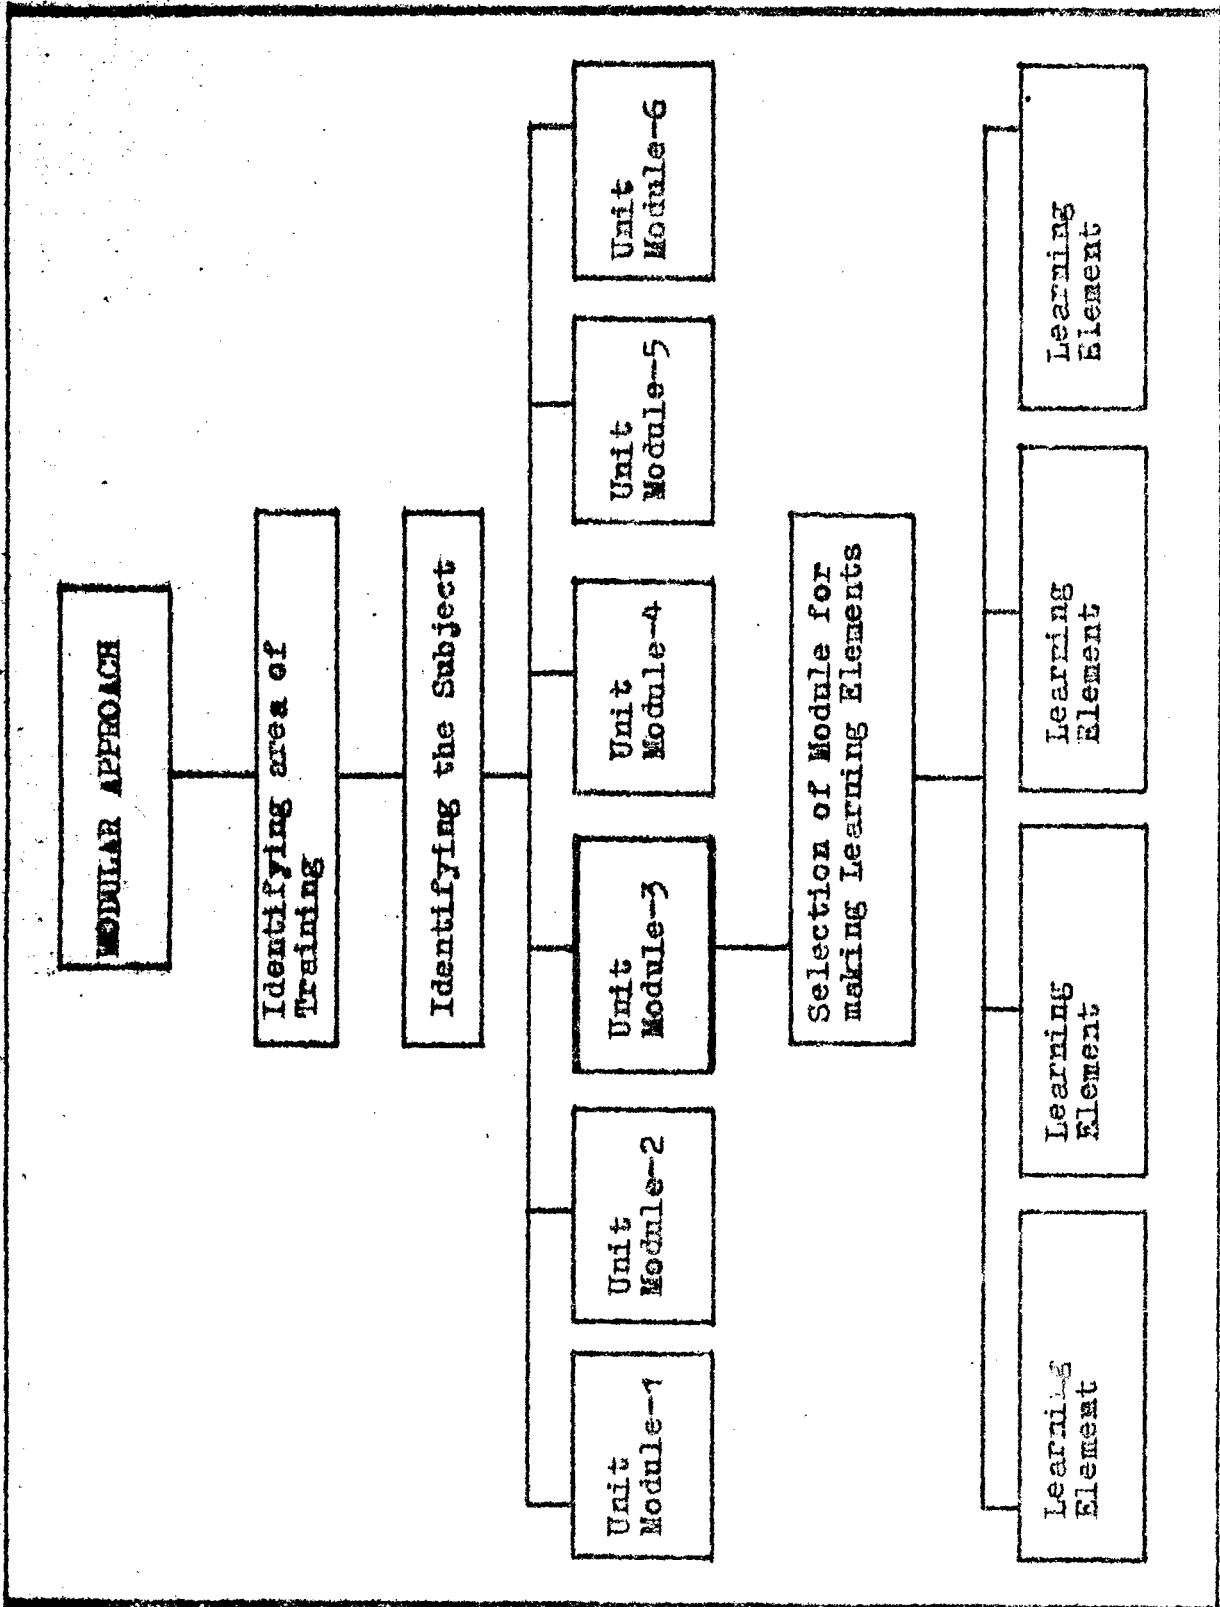 MODULAR APPROACH
Identifying area of
Training
Identifying the Subject
Unit
Module-1
Unit
Module-2
Unit
Module-3
Unit
Module-4
Unit
Module-5
Unit
Module-6
Selection of Module for
making Learning Elements
Learning
Element
Learning
Element
Learning
Element
Learning
Element